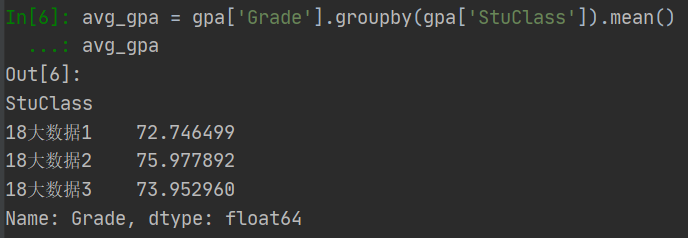 In[6]: avg_gpa = gpa['Grade'].groupby(gpa['StuClass']).mean()
...: avg_gpa
Out[6]:
StuClass
18大数据1    72.746499
18大数据2    75.977892
18大数据3    73.952960
Name: Grade, dtype: float64